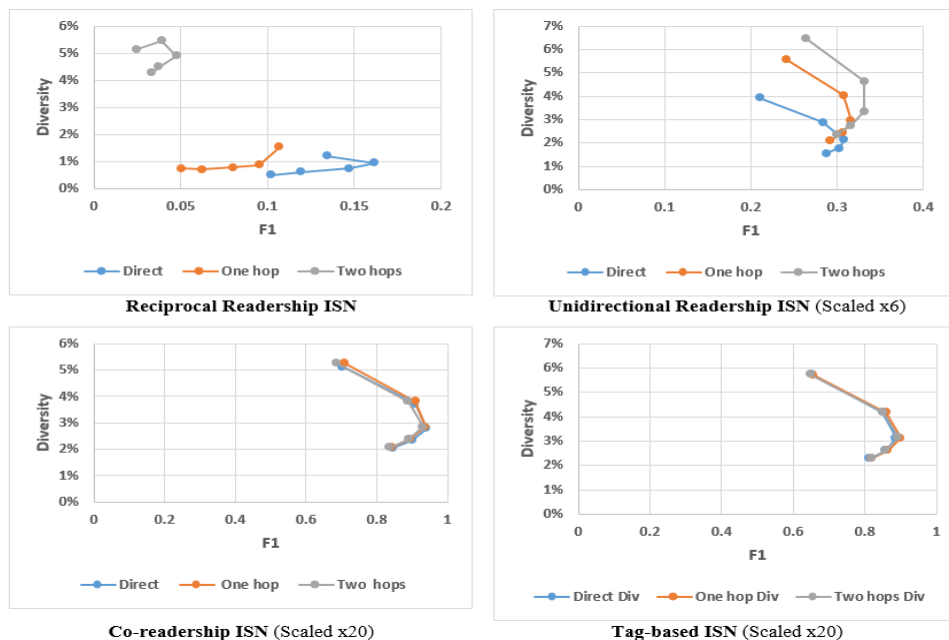 6%
5%
4%
3%
2%
1%
0%
Diversity
0 0.05 0.1 0.15 0.2
F1
Direct One hop Two hops
Reciprocal Readership ISN
7%
6%
5%
4%
3%
2%
1%
0%
Diversity
0 0.1 0.2 0.3 0.4
F1
Direct One hop Two hops
Unidirectional Readership ISN (Scaled x6)
6%
5%
4%
3%
2%
1%
0%
Diversity
0 0.2 0.4 0.6 0.8 1
F1
Direct One hop Two hops
Co-readership ISN (Scaled x20)
7%
6%
5%
4%
3%
2%
1%
0%
Diversity
0 0.2 0.4 0.6 0.8 1
F1
Direct Div One hop Div Two hops Div
Tag-based ISN (Scaled x20)